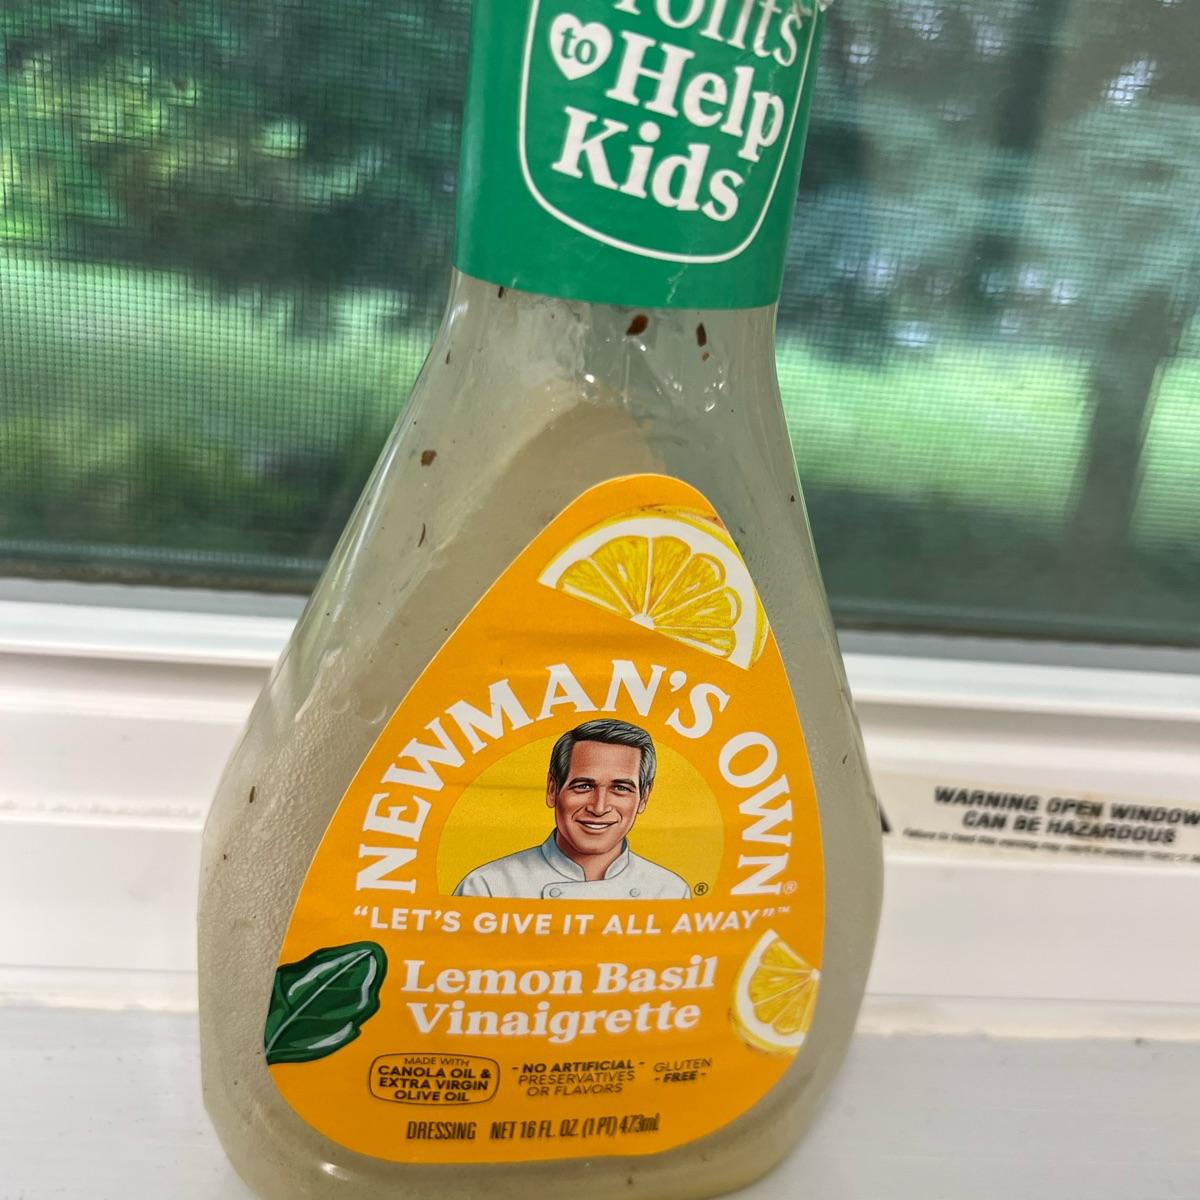 to Help
Kids
NEWMAN'S OWN®
®
"LET'S GIVE IT ALL AWAY"™
Lemon Basil
Vinaigrette
MADE WITH
CANOLA OIL &
EXTRA VIRGIN
OLIVE OIL
- NO ARTIFICIAL -
PRESERVATIVES
OR FLAVORS
GLUTEN
- FREE -
DRESSING NET 16 FL. OZ. (1 PT) 473mL
WARNING OPEN WINDOW
CAN BE HAZARDOUS